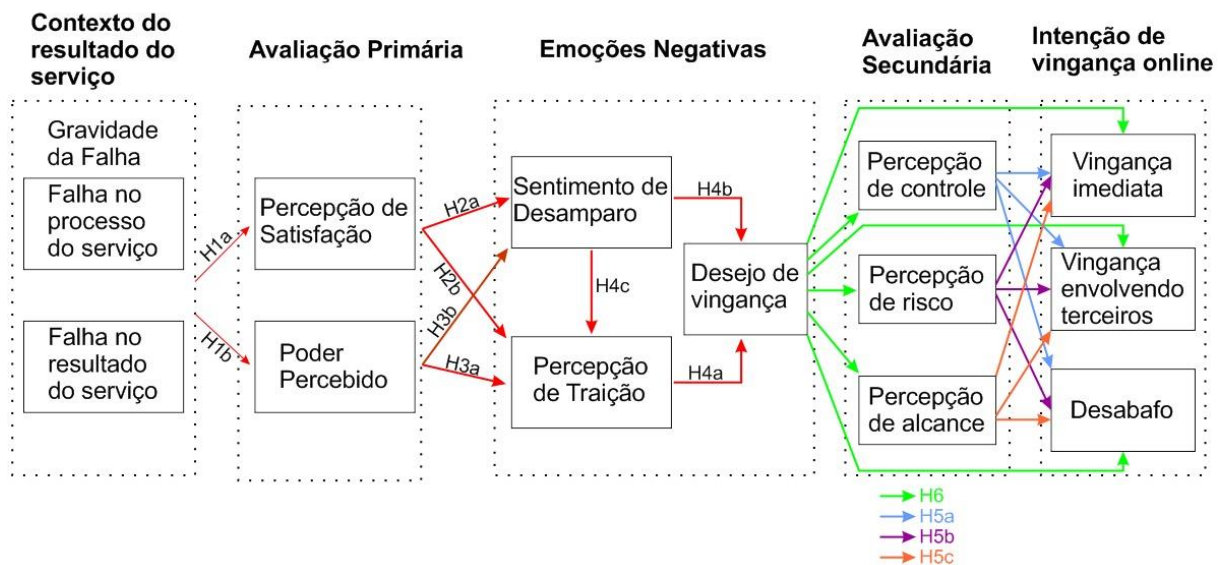 Contexto do
resultado do
serviço
Avaliação Primária
Emoções Negativas
Avaliação
Secundária
Intenção de
vingança online
Gravidade
da Falha
Falha no
processo
do serviço
Falha no
resultado
do serviço
H1a
H1b
Percepção de
Satisfação
Poder
Percebido
H2a
H2b
H3b
H3a
Sentimento de
Desamparo
H4c
Percepção
de Traição
H4b
H4a
Desejo de
vingança
Percepção
de controle
Percepção
de risco
Percepção
de alcance
Vingança
imediata
Vingança
envolvendo
terceiros
Desabafo
H6
H5a
H5b
H5c